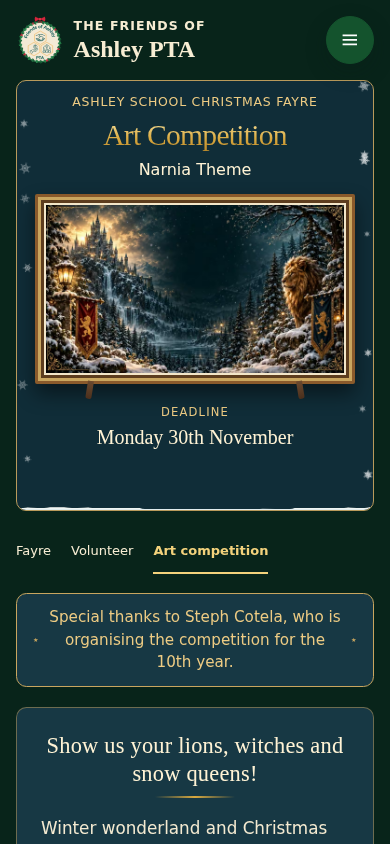 THE FRIENDS OF
Ashley PTA
ASHLEY SCHOOL CHRISTMAS FAYRE
Art Competition
Narnia Theme
DEADLINE
Monday 30th November
Fayre Volunteer Art competition
Special thanks to Steph Cotela, who is
organising the competition for the
10th year.
Show us your lions, witches and
snow queens!
Winter wonderland and Christmas